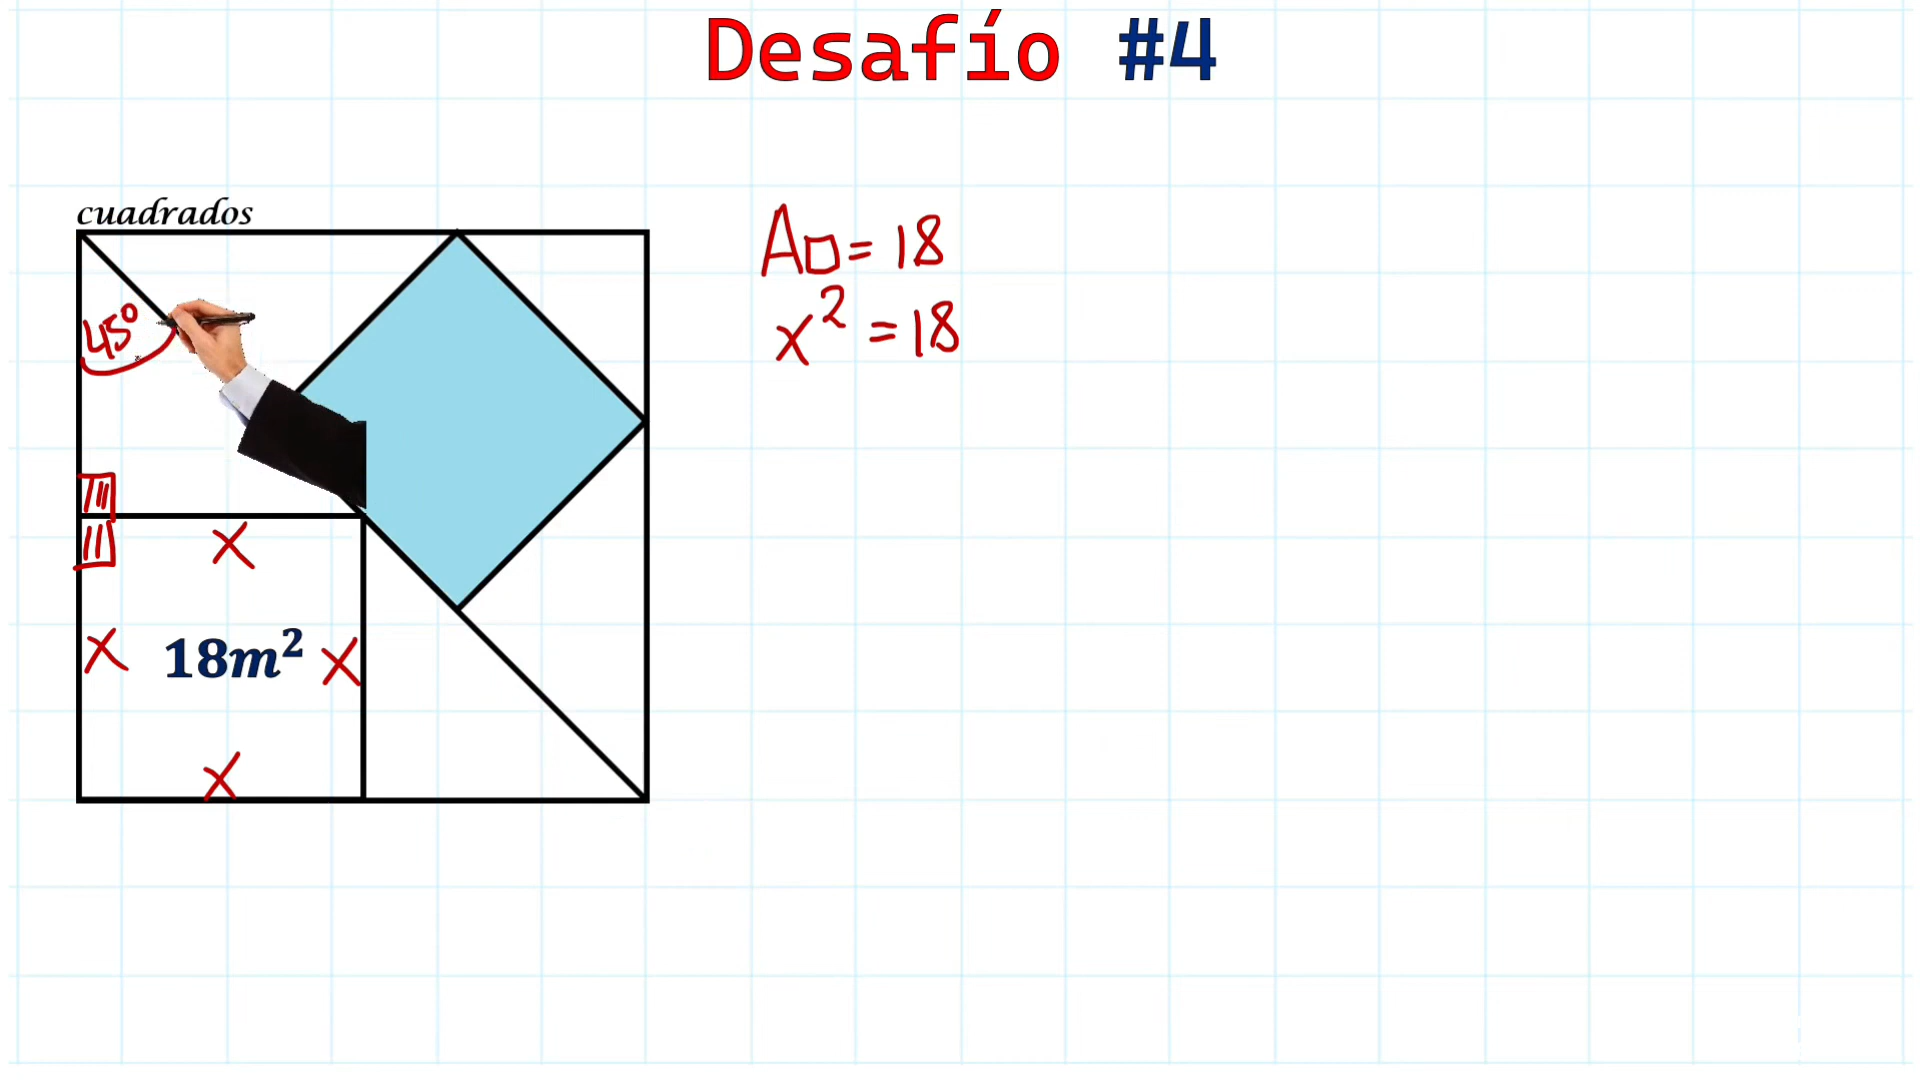 Desafío #4
cuadrados
A□ = 18
x² = 18
45°
x
x 18m² x
x